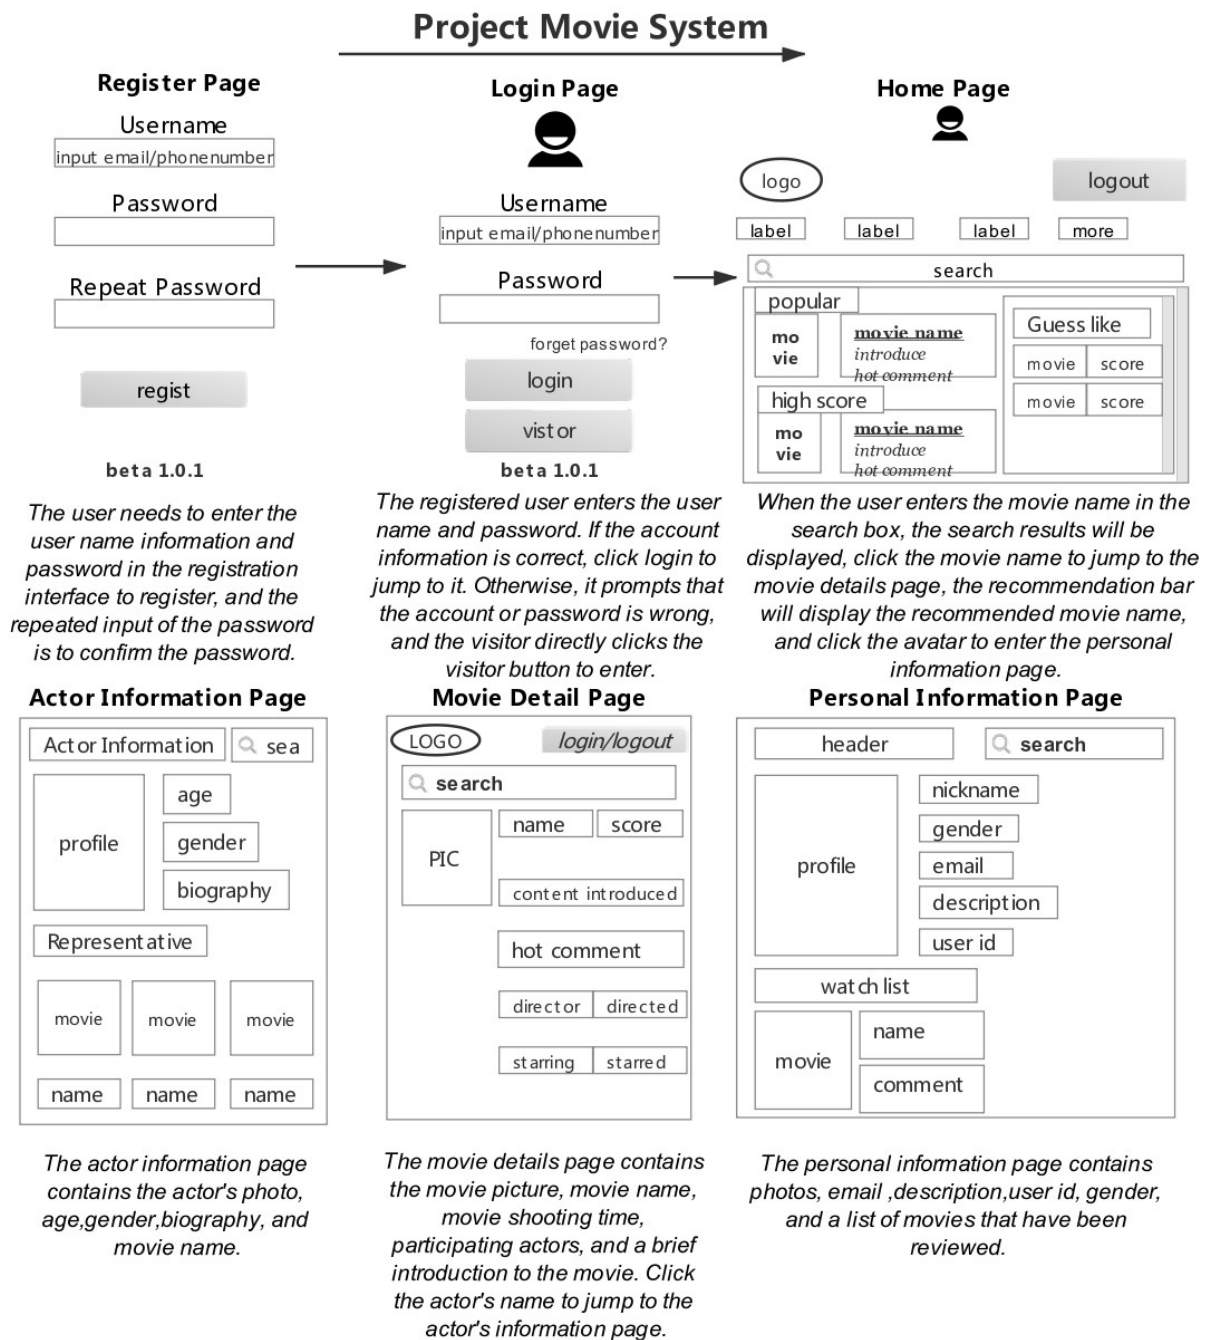 Project Movie System
Register Page
Username
input email/phonenumber
Password
Repeat Password
regist
beta 1.0.1
The user needs to enter the
user name information and
password in the registration
interface to register, and the
repeated input of the password
is to confirm the password.
Login Page
Username
input email/phonenumber
Password
forget password?
login
vistor
beta 1.0.1
The registered user enters the user
name and password. If the account
information is correct, click login to
jump to it. Otherwise, it prompts that
the account or password is wrong,
and the visitor directly clicks the
visitor button to enter.
Home Page
logo
logout
label
label
label
more
search
popular
mo
vie
movie name
introduce
hot comment
high score
mo
vie
movie name
introduce
hot comment
Guess like
movie score
movie score
When the user enters the movie name in the
search box, the search results will be
displayed, click the movie name to jump to the
movie details page, the recommendation bar
will display the recommended movie name,
and click the avatar to enter the personal
information page.
Actor Information Page
Actor Information
sea
profile
age
gender
biography
Representative
movie movie movie
name name name
The actor information page
contains the actor's photo,
age,gender,biography, and
movie name.
Movie Detail Page
LOGO
login/logout
search
PIC
name score
content introduced
hot comment
director directed
starring starred
The movie details page contains
the movie picture, movie name,
movie shooting time,
participating actors, and a brief
introduction to the movie. Click
the actor's name to jump to the
actor's information page.
Personal Information Page
header
search
profile
nickname
gender
email
description
user id
watch list
movie
name
comment
The personal information page contains
photos, email ,description,user id, gender,
and a list of movies that have been
reviewed.